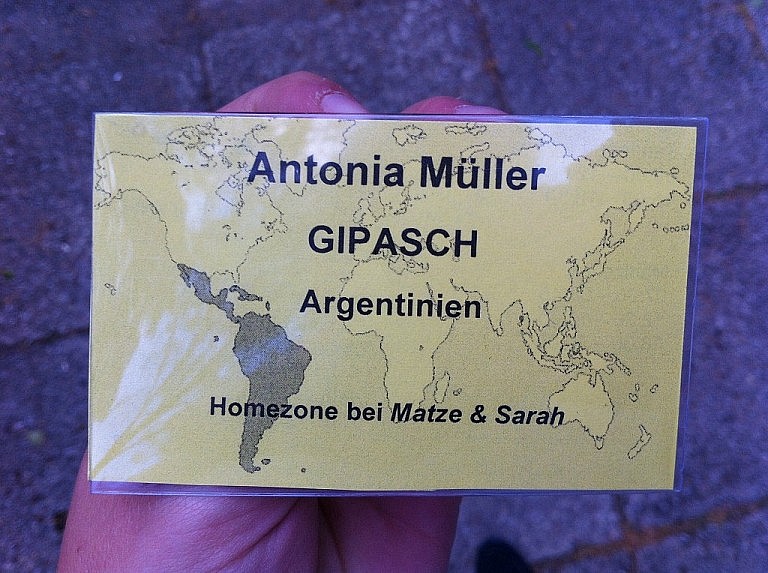 Antonia Müller
GIPASCH
Argentinien
Homezone bei Matze & Sarah